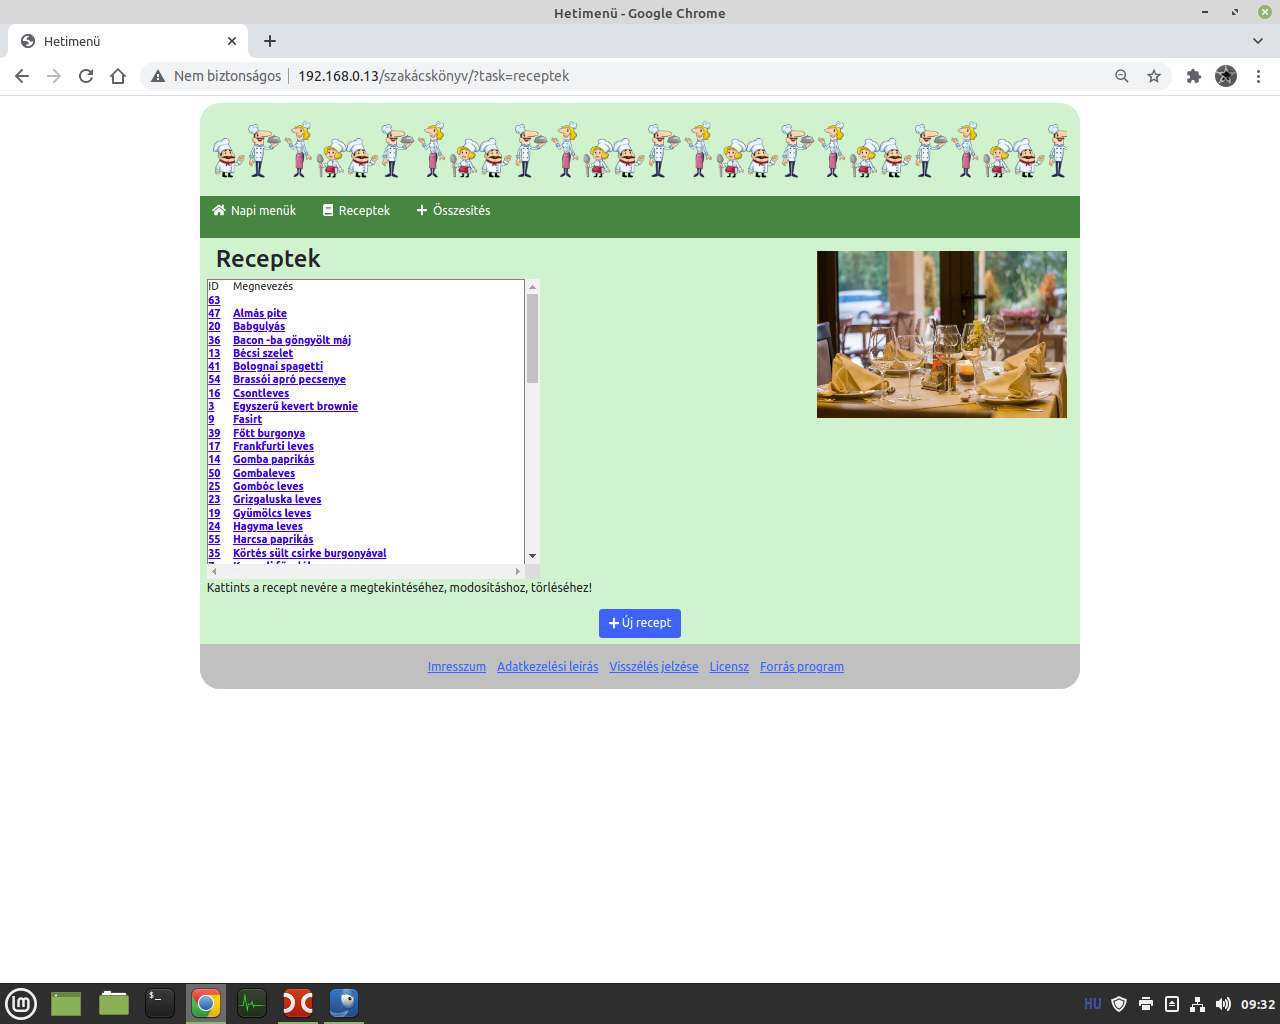 Hetimenü - Google Chrome
Hetimenü
Nem biztonságos 192.168.0.13/szakácskönyv/?task=receptek
Napi menük Receptek Összesítés
Receptek
ID Megnevezés
63
47 Almás pite
20 Babgulyás
36 Bacon -ba göngyölt máj
13 Bécsi szelet
41 Bolognai spagetti
54 Brassói apró pecsenye
16 Csontleves
3 Egyszerű kevert brownie
9 Fasirt
39 Főtt burgonya
17 Frankfurti leves
14 Gomba paprikás
50 Gombaleves
25 Gombóc leves
23 Grizgaluska leves
19 Gyümölcs leves
24 Hagyma leves
55 Harcsa paprikás
35 Körtés sült csirke burgonyával
Kattints a recept nevére a megtekintéséhez, modosításhoz, törléséhez!
Új recept
Imresszum Adatkezelési leírás Visszélés jelzése Licensz Forrás program
HU 09:32